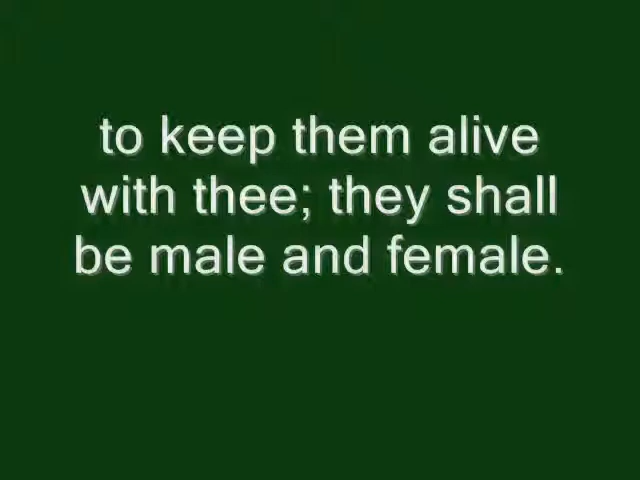 to keep them alive
with thee; they shall
be male and female.